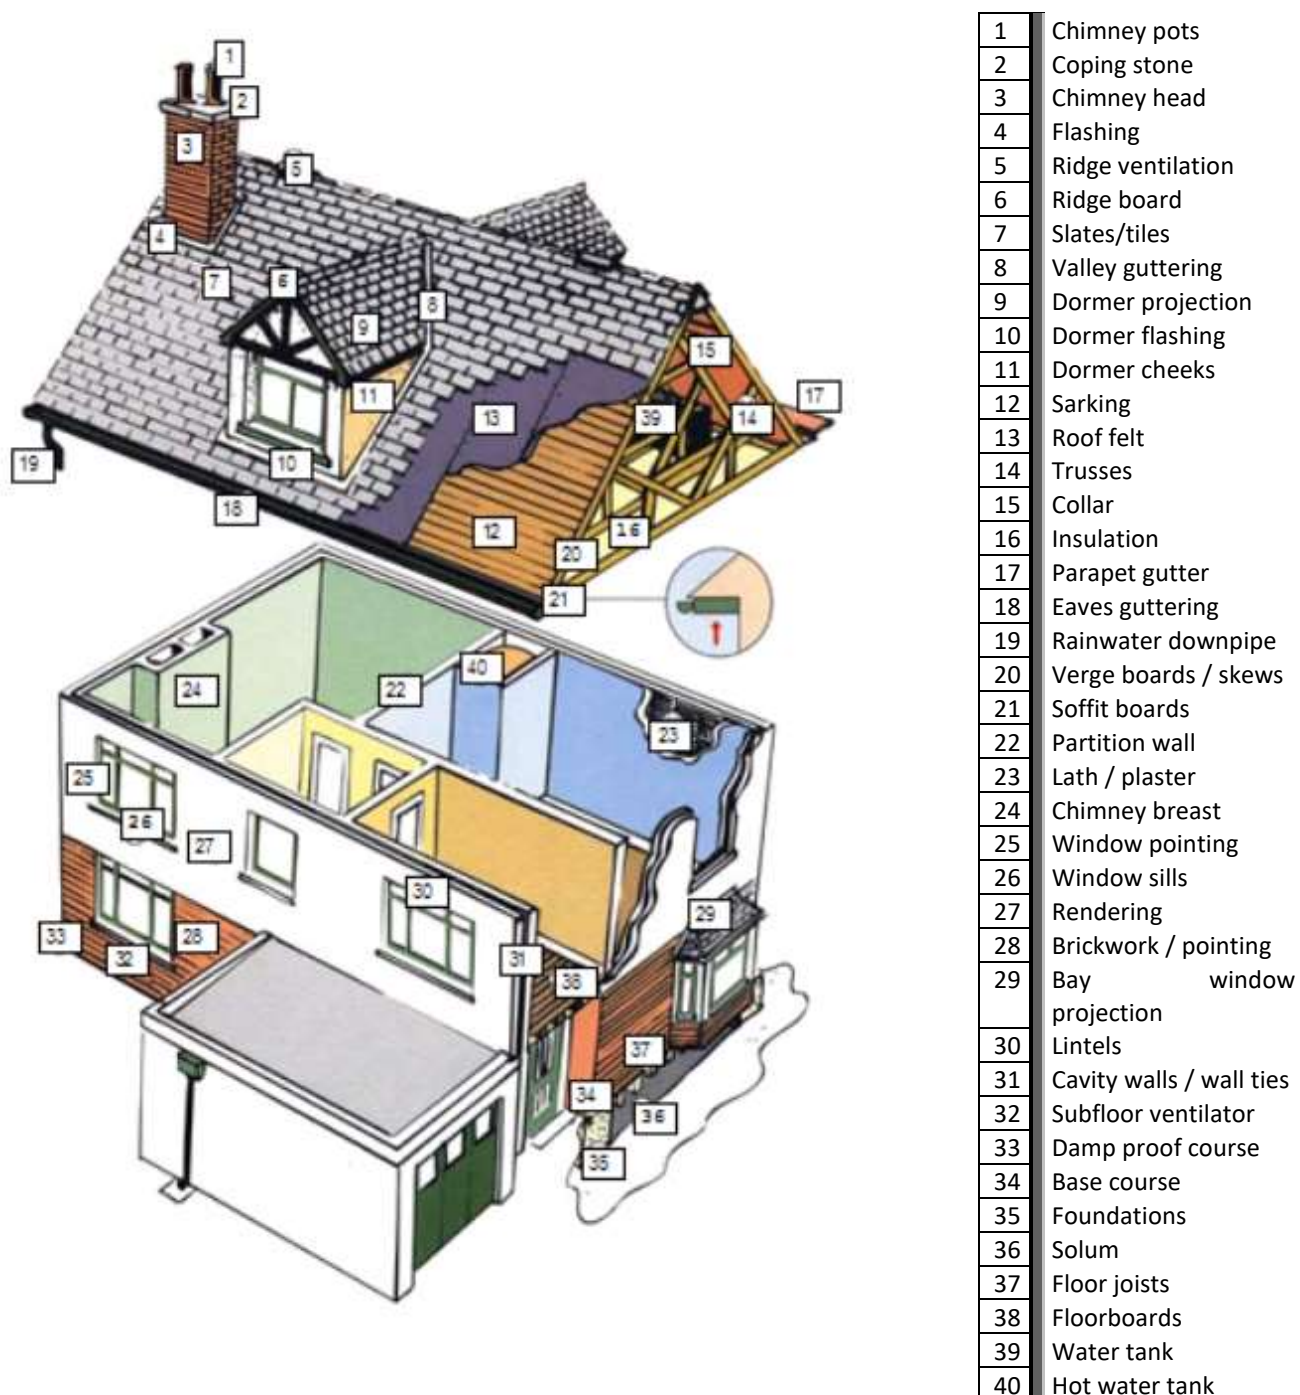 1
2
3
5
4
7
6
8
9
15
11
17
13
39
14
19
10
18
12
16
20
21
40
24
22
23
25
26
27
30
29
33
28
32
31
38
37
34
36
35
1 Chimney pots
2 Coping stone
3 Chimney head
4 Flashing
5 Ridge ventilation
6 Ridge board
7 Slates/tiles
8 Valley guttering
9 Dormer projection
10 Dormer flashing
11 Dormer cheeks
12 Sarking
13 Roof felt
14 Trusses
15 Collar
16 Insulation
17 Parapet gutter
18 Eaves guttering
19 Rainwater downpipe
20 Verge boards / skews
21 Soffit boards
22 Partition wall
23 Lath / plaster
24 Chimney breast
25 Window pointing
26 Window sills
27 Rendering
28 Brickwork / pointing
29 Bay window
projection
30 Lintels
31 Cavity walls / wall ties
32 Subfloor ventilator
33 Damp proof course
34 Base course
35 Foundations
36 Solum
37 Floor joists
38 Floorboards
39 Water tank
40 Hot water tank